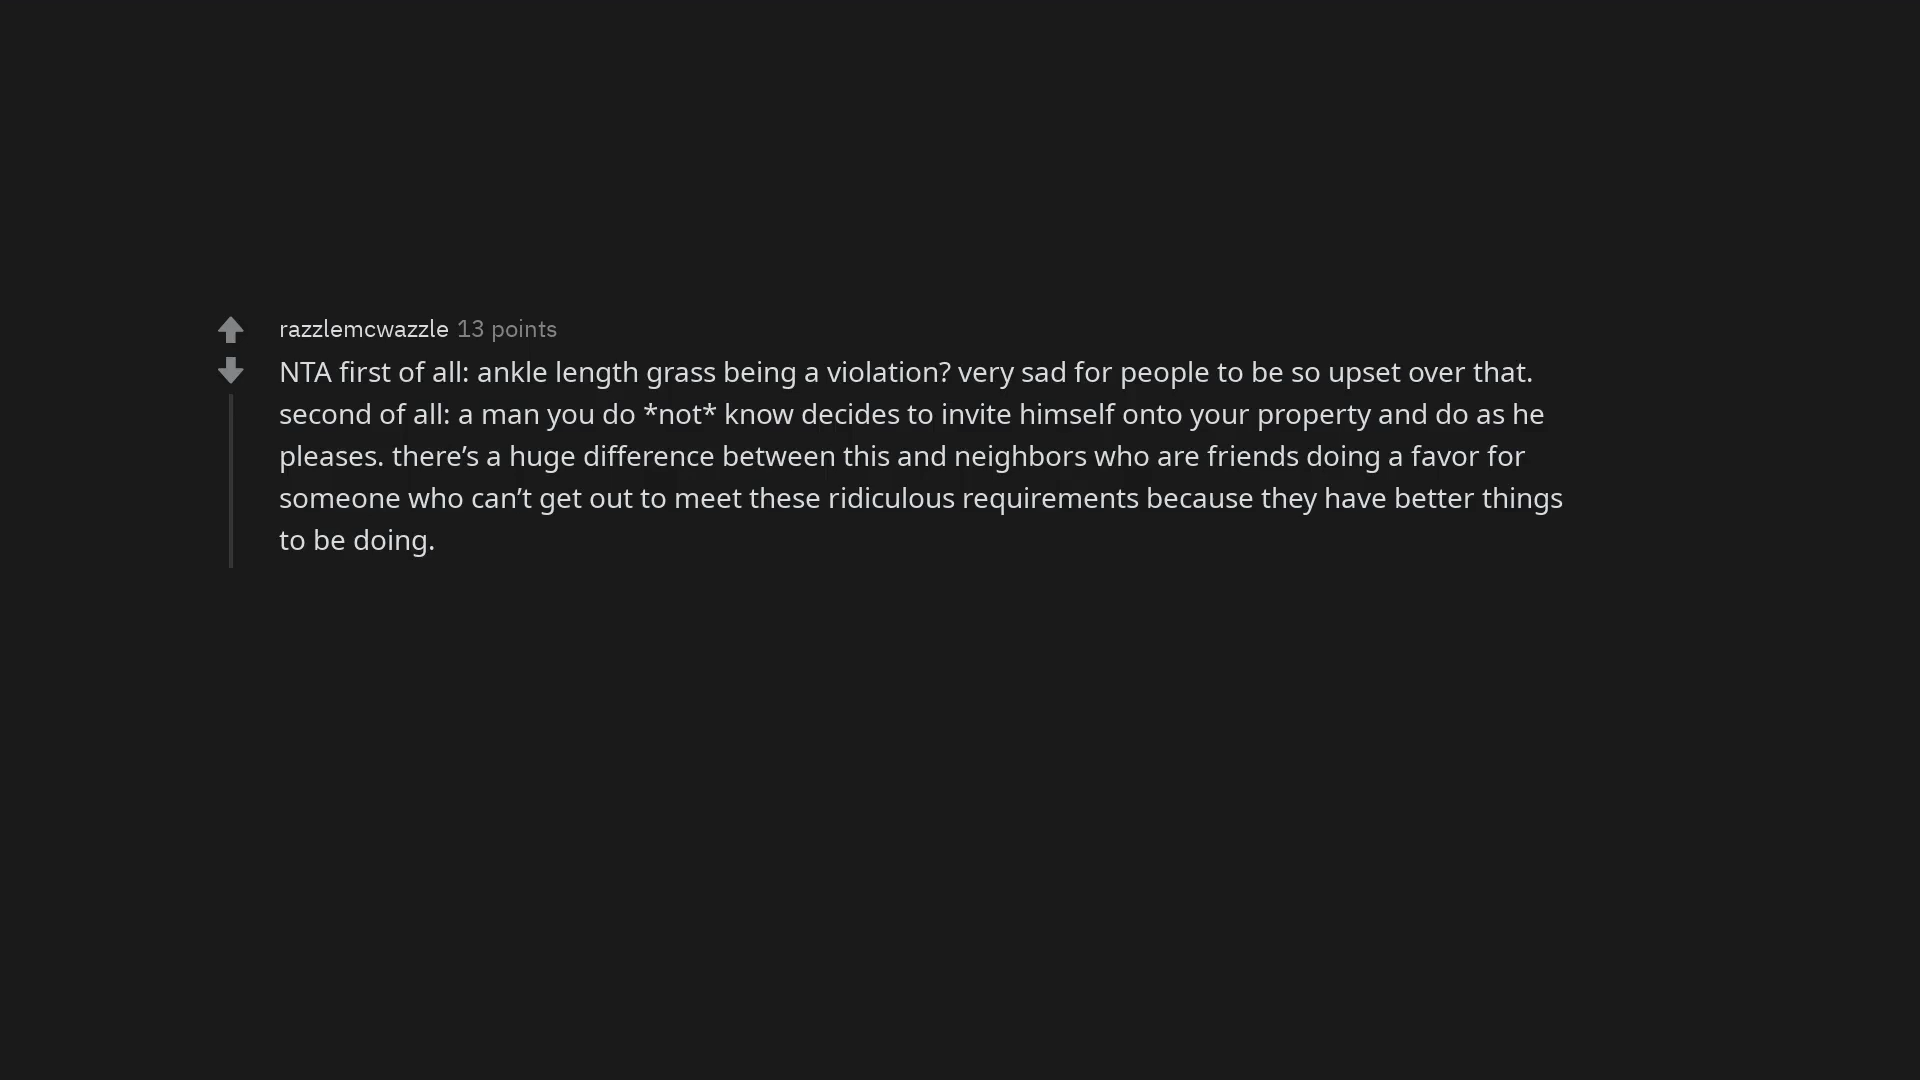 razzlemcwazzle 13 points
NTA first of all: ankle length grass being a violation? very sad for people to be so upset over that.
second of all: a man you do *not* know decides to invite himself onto your property and do as he
pleases. there’s a huge difference between this and neighbors who are friends doing a favor for
someone who can’t get out to meet these ridiculous requirements because they have better things
to be doing.